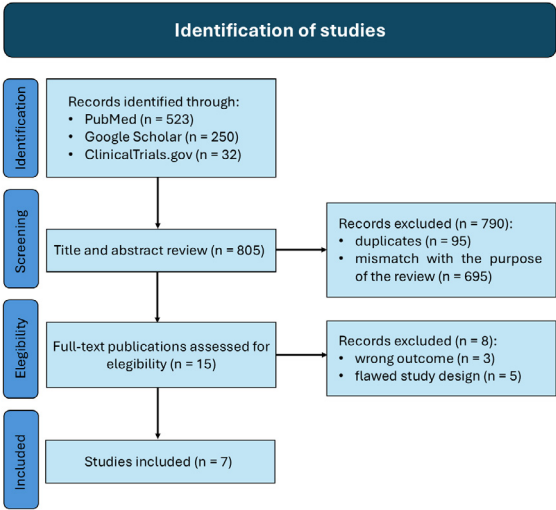 Identification of studies
Identification
Records identified through:
• PubMed (n = 523)
• Google Scholar (n = 250)
• ClinicalTrials.gov (n = 32)
Screening
Title and abstract review (n = 805)
Records excluded (n = 790):
• duplicates (n = 95)
• mismatch with the purpose
of the review (n = 695)
Elegibility
Full-text publications assessed for
elegibility (n = 15)
Records excluded (n = 8):
• wrong outcome (n = 3)
• flawed study design (n = 5)
Included
Studies included (n = 7)